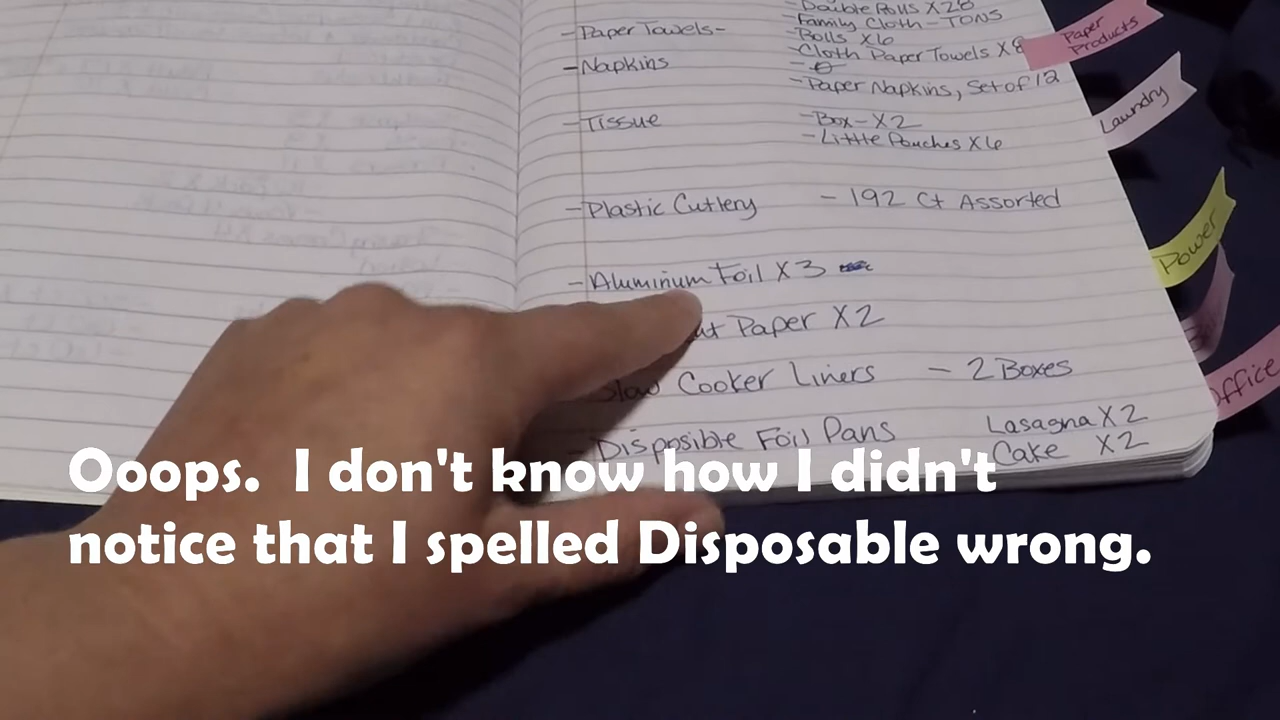 - Double Rolls X28
- Family Cloth - TONS
- Paper Towels - - Rolls X6
- Cloth Paper Towels X8
- Napkins - 0
- Paper Napkins, Set of 12
- Tissue - Box - X2
- Little Pouches X6
- Plastic Cutlery - 192 Ct Assorted
- Aluminum Foil X3
Paper X2
Slow Cooker Liners - 2 Boxes
- Disposible Foil Pans Lasagna X2
Cake X2
Paper Products
Laundry
Power
Office
Ooops. I don't know how I didn't
notice that I spelled Disposable wrong.